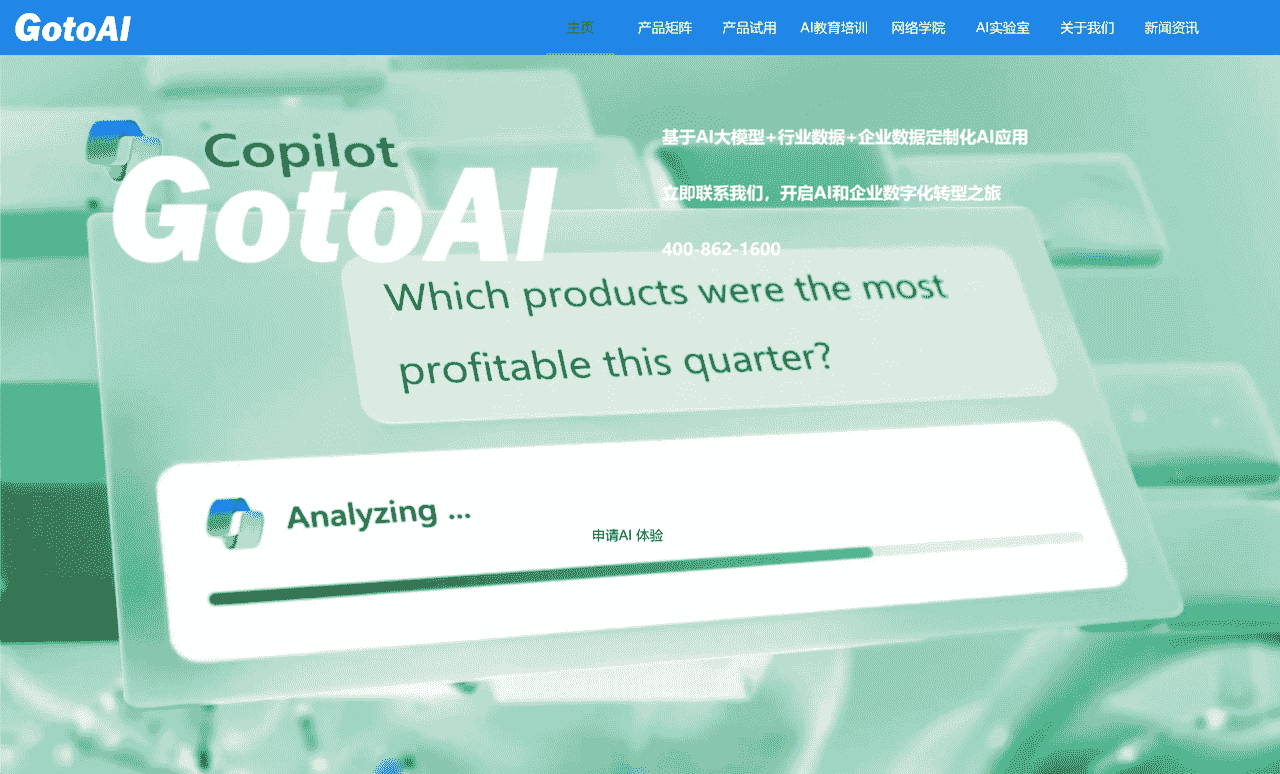 GotoAI
主页 产品矩阵 产品试用 AI教育培训 网络学院 AI实验室 关于我们 新闻资讯
Copilot
GotoAI
基于AI大模型+行业数据+企业数据定制化AI应用
立即联系我们，开启AI和企业数字化转型之旅
400-862-1600
Which products were the most
profitable this quarter?
Analyzing ...
申请AI 体验